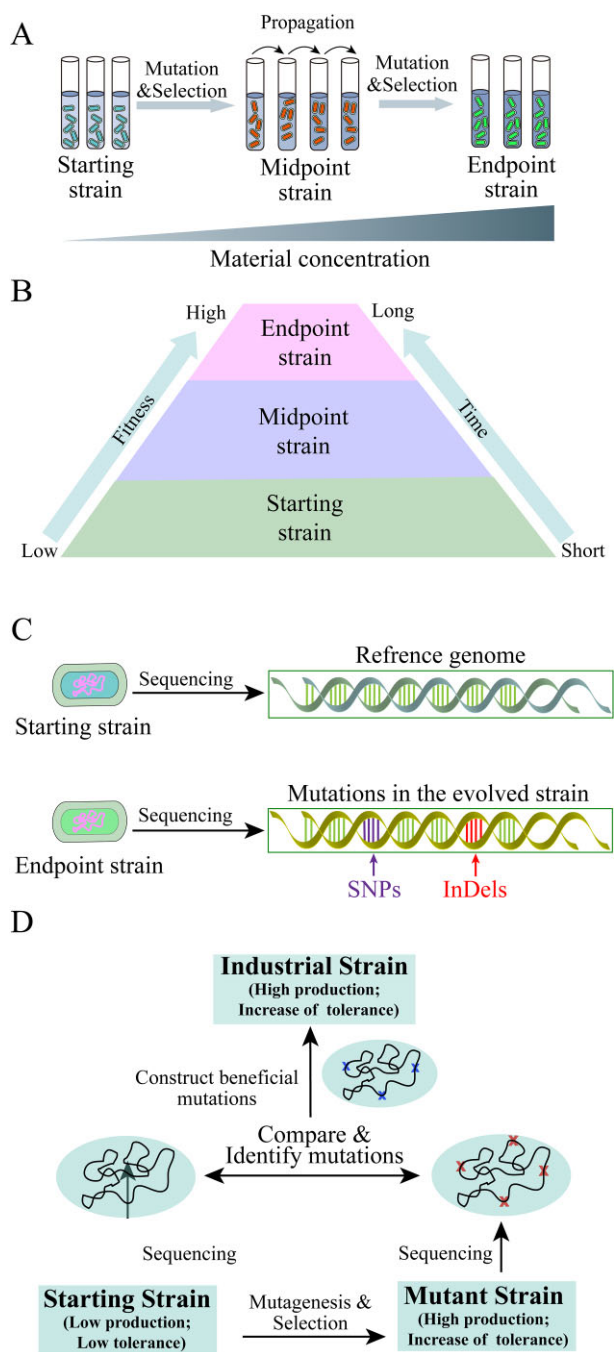 A
Propagation
Mutation
&Selection
Mutation
&Selection
Starting
strain
Midpoint
strain
Endpoint
strain
Material concentration
B
High
Long
Endpoint
strain
Fitness
Time
Midpoint
strain
Starting
strain
Low
Short
C
Refrence genome
Sequencing
Starting strain
Mutations in the evolved strain
Sequencing
Endpoint strain
SNPs
InDels
D
Industrial Strain
(High production;
Increase of tolerance)
Construct beneficial
mutations
Compare &
Identify mutations
X
X
X
X
X
X
X
Sequencing
Sequencing
Starting Strain
(Low production;
Low tolerance)
Mutagenesis &
Selection
Mutant Strain
(High production;
Increase of tolerance)